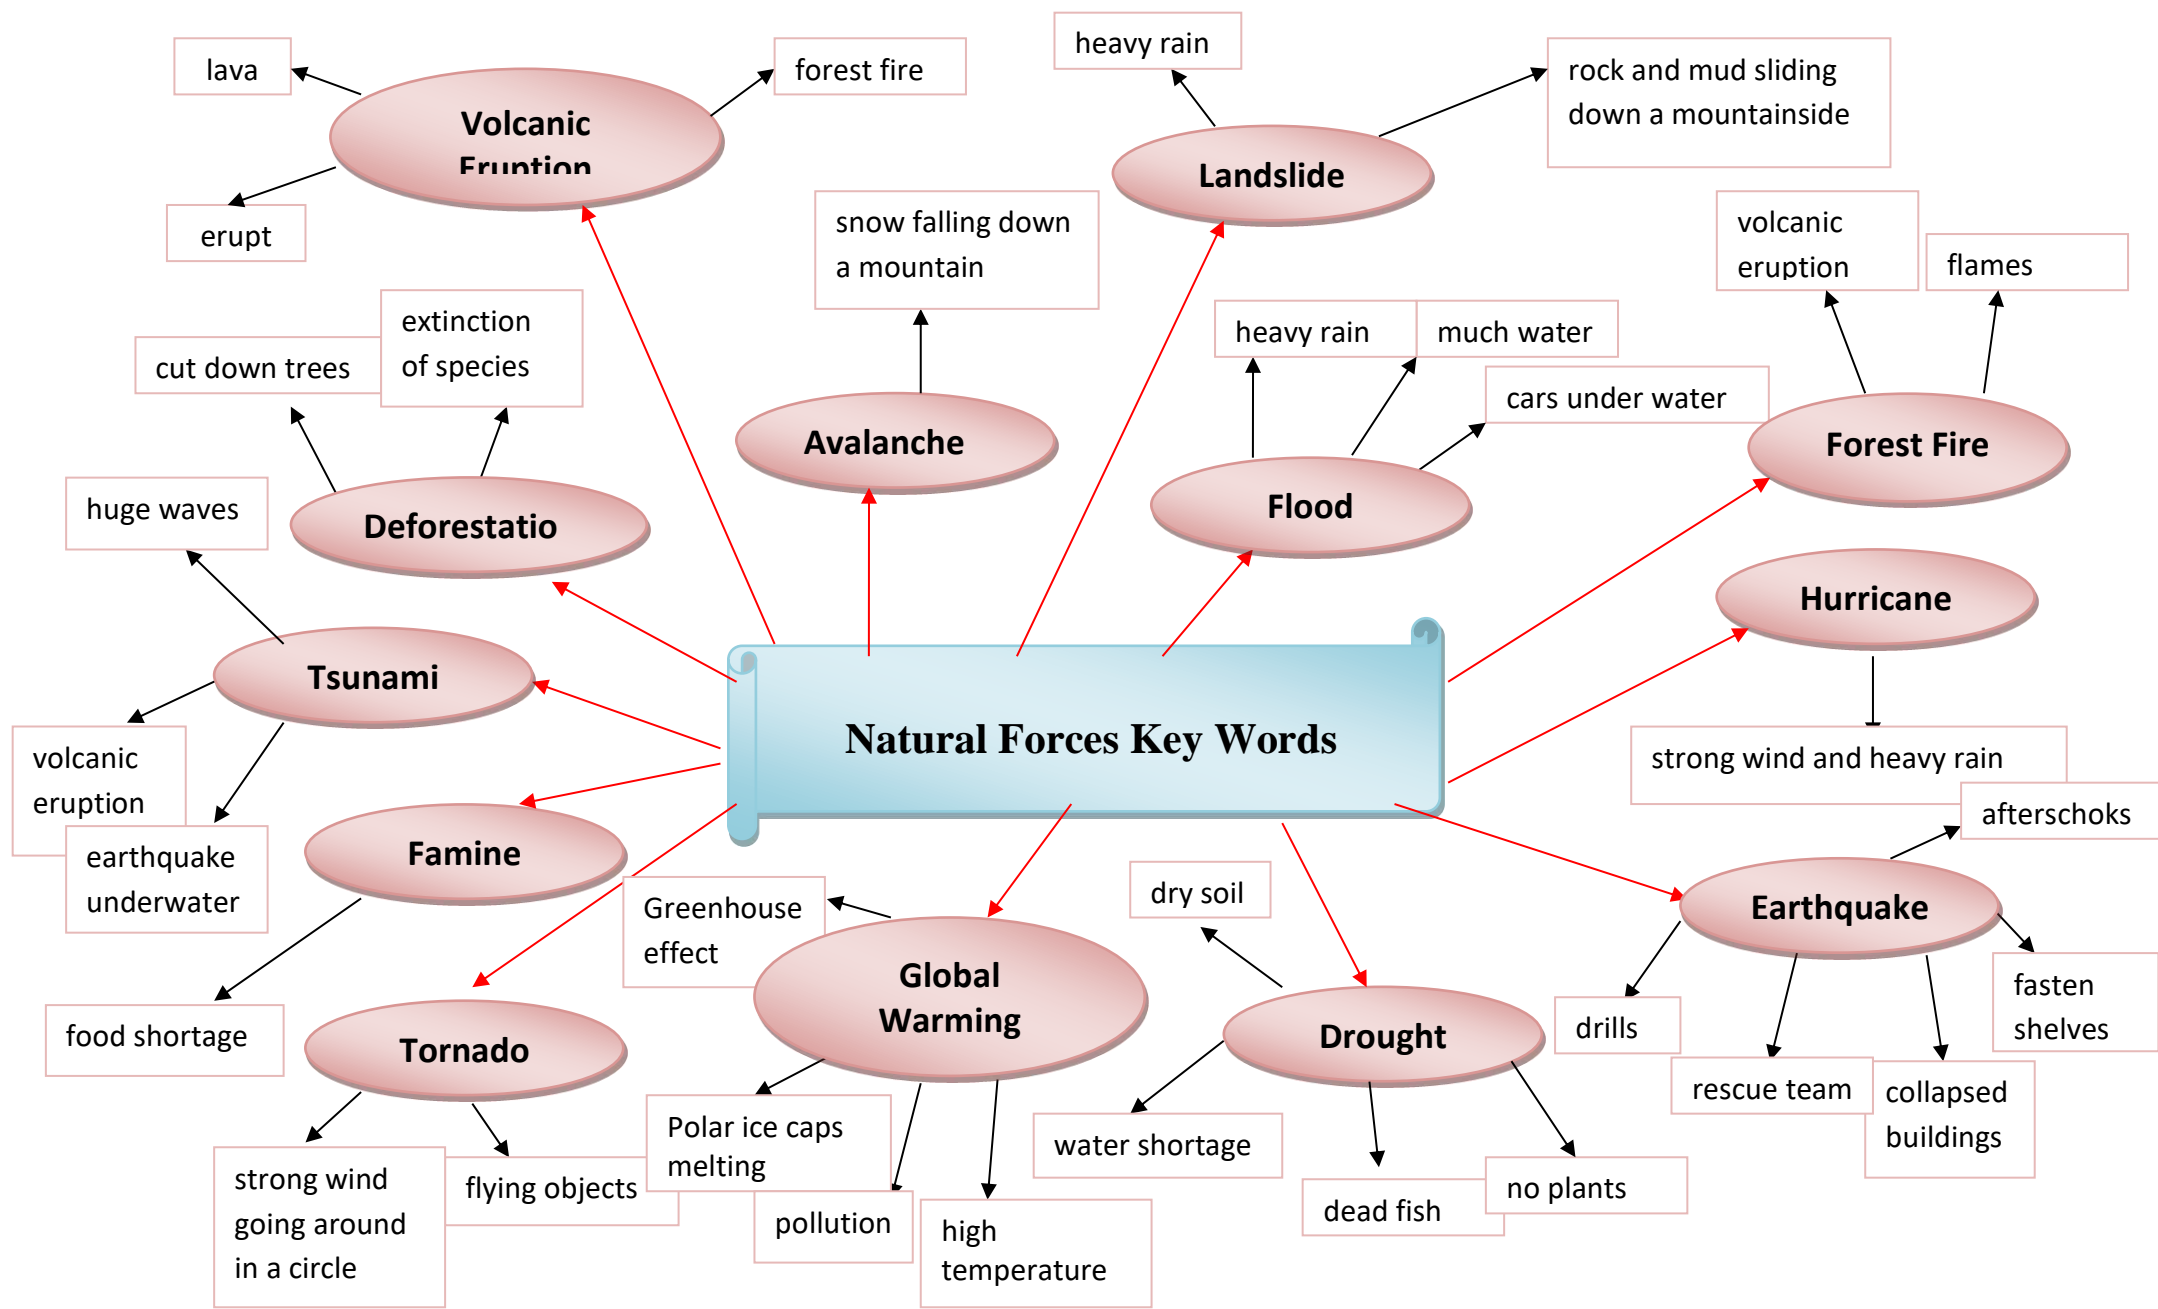 heavy rain
lava
forest fire
rock and mud sliding
down a mountainside
Volcanic
Eruption
Landslide
erupt
snow falling down
a mountain
volcanic
eruption
flames
extinction
of species
cut down trees
heavy rain
much water
cars under water
Avalanche
Forest Fire
huge waves
Deforestatio
Flood
Hurricane
Tsunami
Natural Forces Key Words
volcanic
eruption
strong wind and heavy rain
afterschoks
earthquake
underwater
Famine
Greenhouse
effect
dry soil
Earthquake
Global
Warming
fasten
shelves
food shortage
Tornado
Drought
drills
rescue team
collapsed
buildings
Polar ice caps
melting
water shortage
strong wind
going around
in a circle
flying objects
pollution
high
temperature
dead fish
no plants